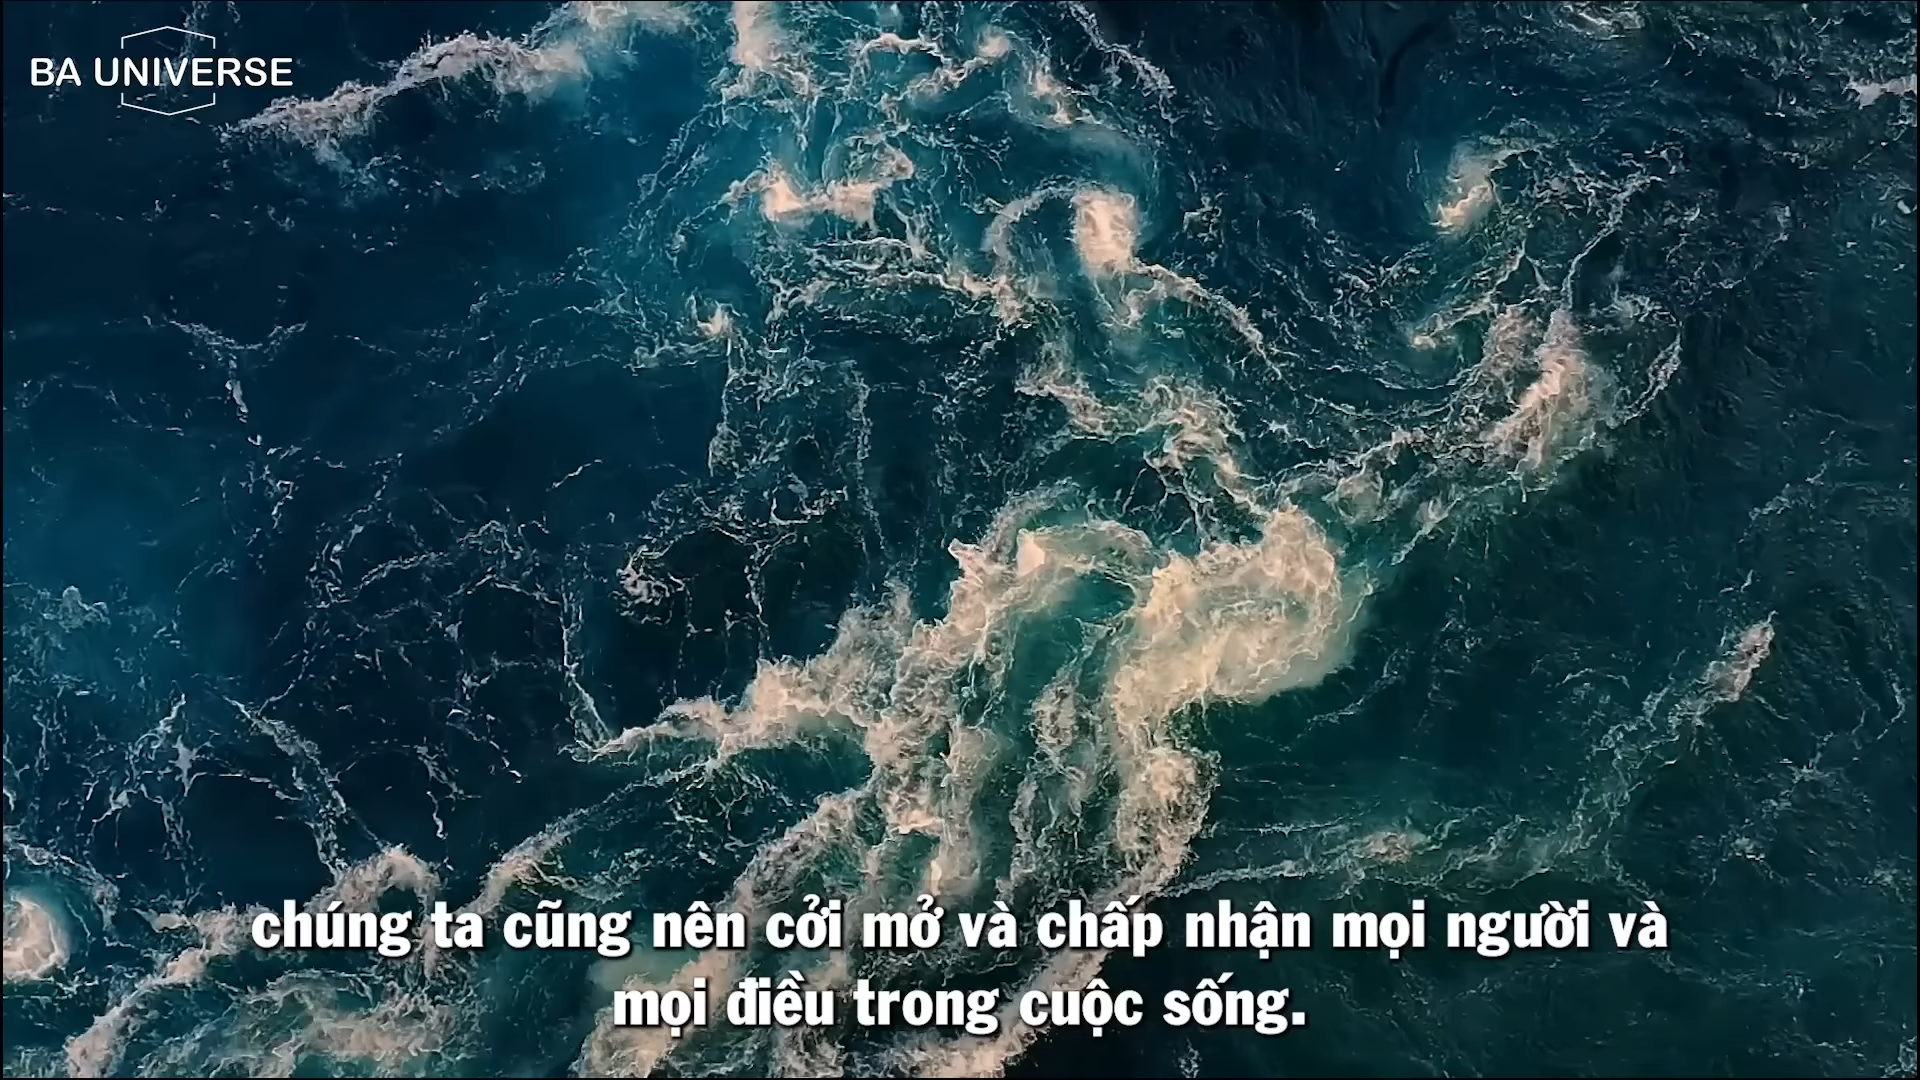 BA UNIVERSE
chúng ta cũng nên cởi mở và chấp nhận mọi người và
mọi điều trong cuộc sống.